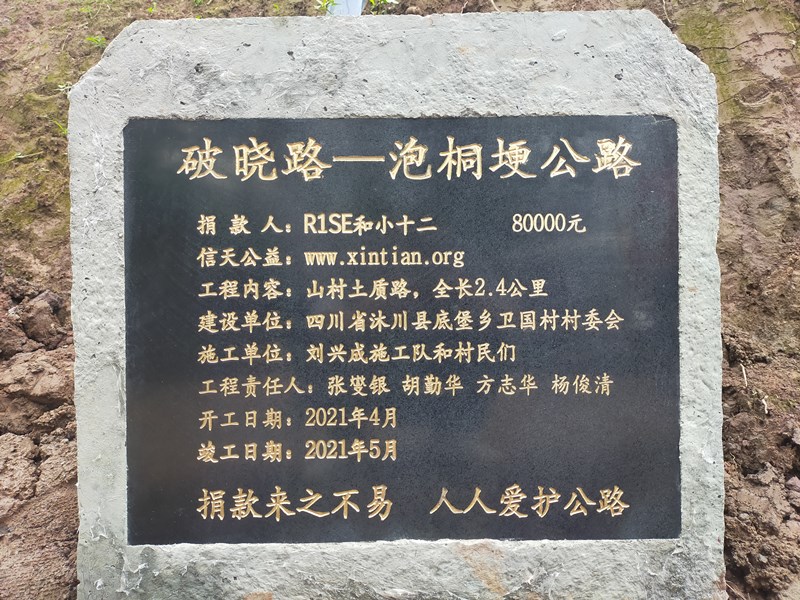 破晓路—泡桐埂公路
捐 款 人：R1SE和小十二 80000元
信天公益：www.xintian.org
工程内容：山村土质路，全长2.4公里
建设单位：四川省沐川县底堡乡卫国村村委会
施工单位：刘兴成施工队和村民们
工程责任人：张燮银 胡勤华 方志华 杨俊清
开工日期：2021年4月
竣工日期：2021年5月
捐款来之不易 人人爱护公路